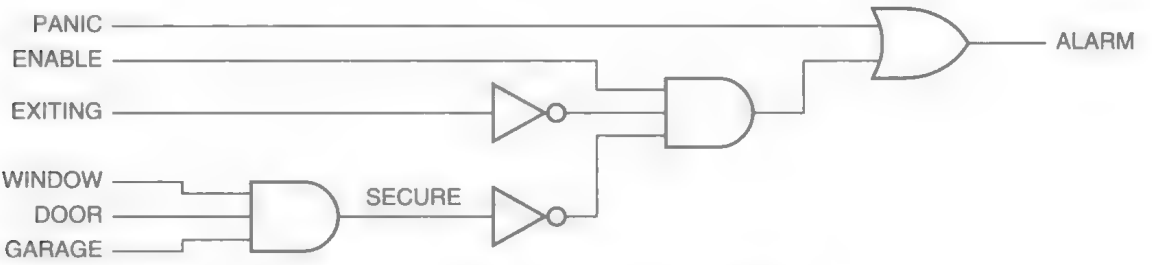 PANIC
ENABLE
EXITING
WINDOW
DOOR
GARAGE
SECURE
ALARM